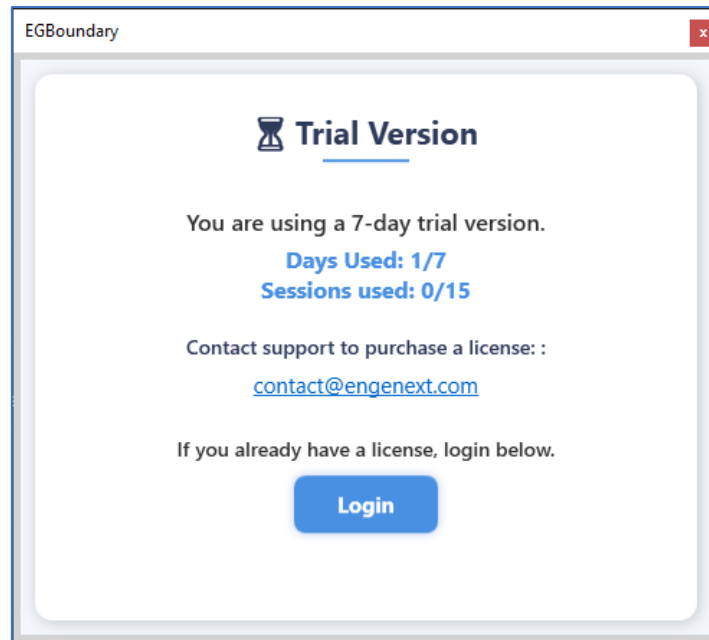 EGBoundary
x
Trial Version
You are using a 7-day trial version.
Days Used: 1/7
Sessions used: 0/15
Contact support to purchase a license: :
contact@engenext.com
If you already have a license, login below.
Login